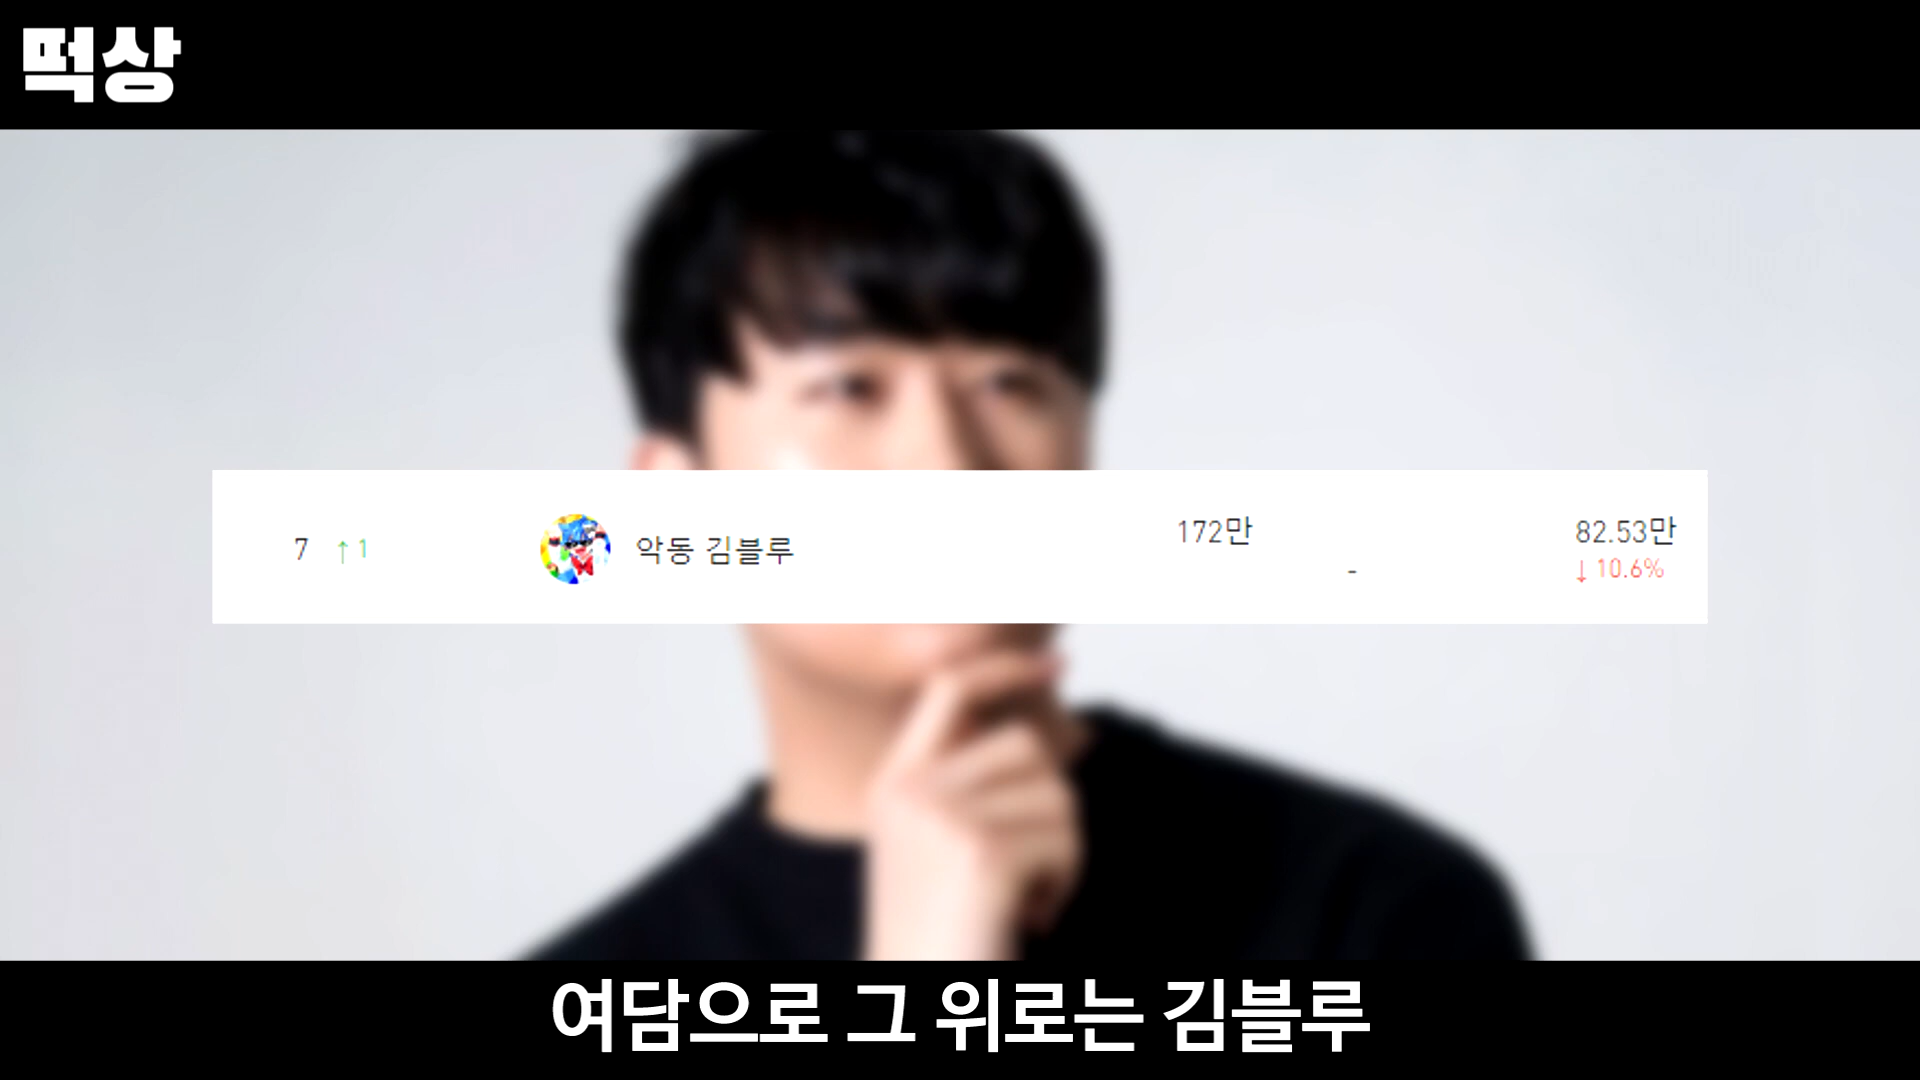 떡상
7 ↑ 1 악동 김블루 172만 - 82.53만
↓ 10.6%
여담으로 그 위로는 김블루